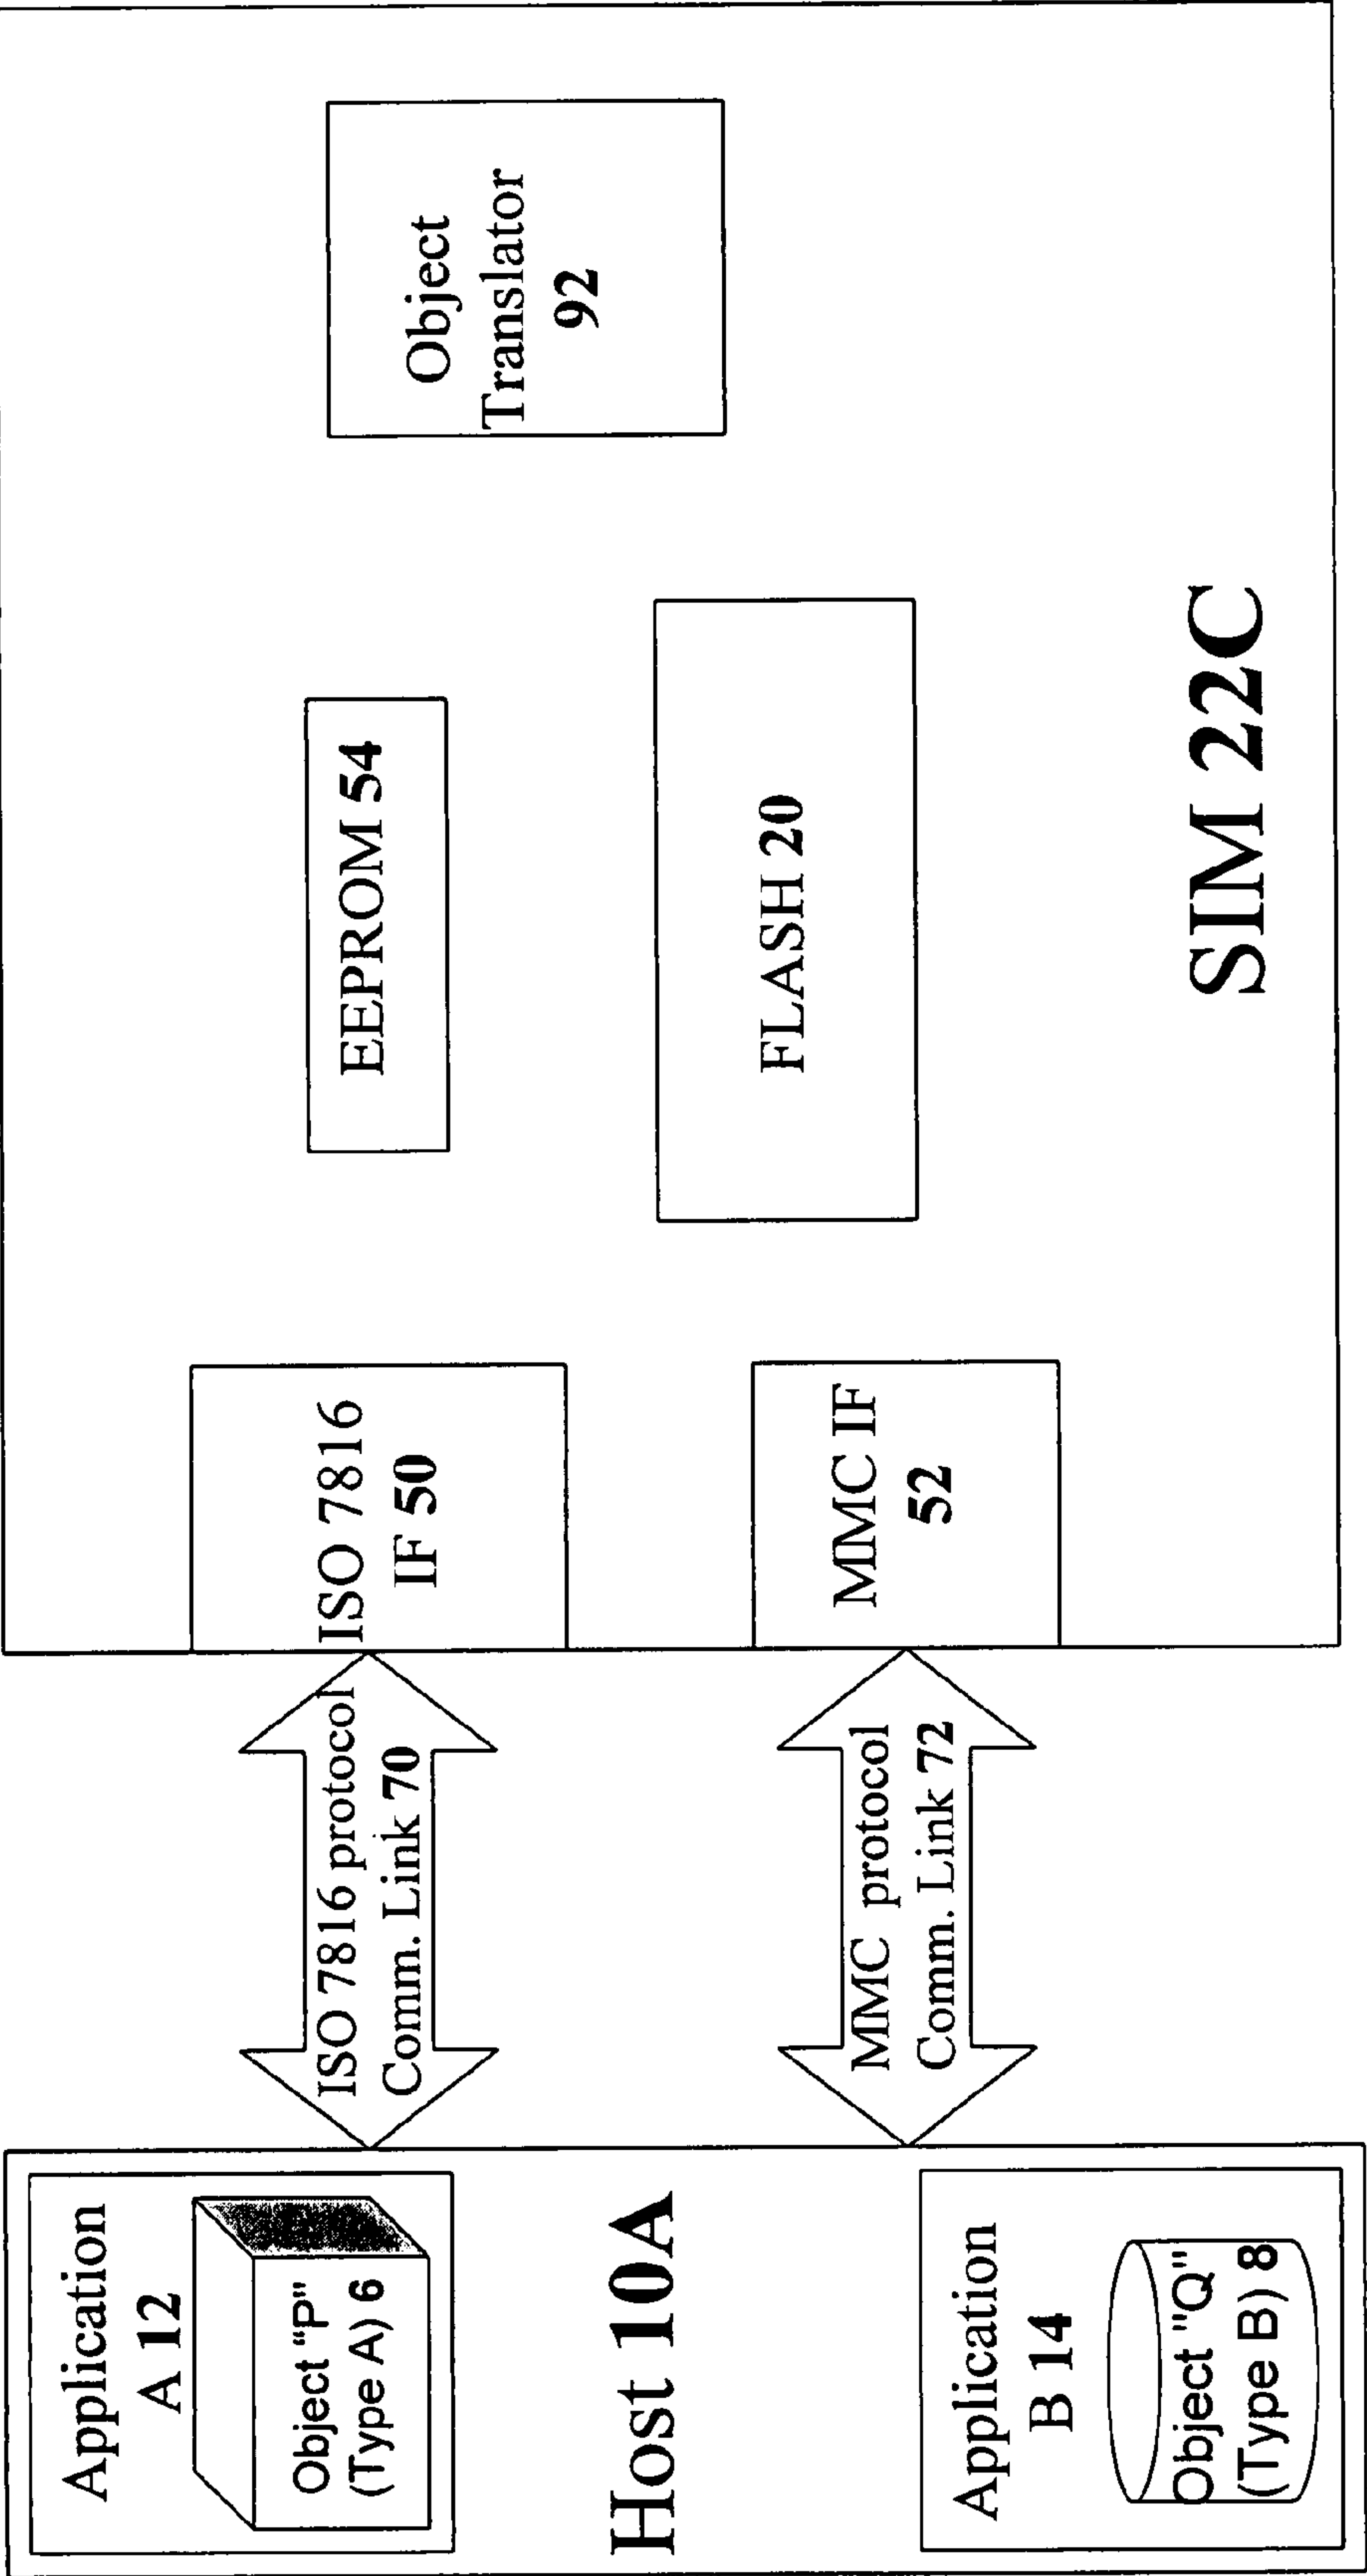 Application
A 12
Object “P”
(Type A) 6
Host 10A
Application
B 14
Object "Q"
(Type B) 8
ISO 7816 protocol
Comm. Link 70
MMC protocol
Comm. Link 72
ISO 7816
IF 50
MMC IF
52
EEPROM 54
FLASH 20
Object
Translator
92
SIM 22C